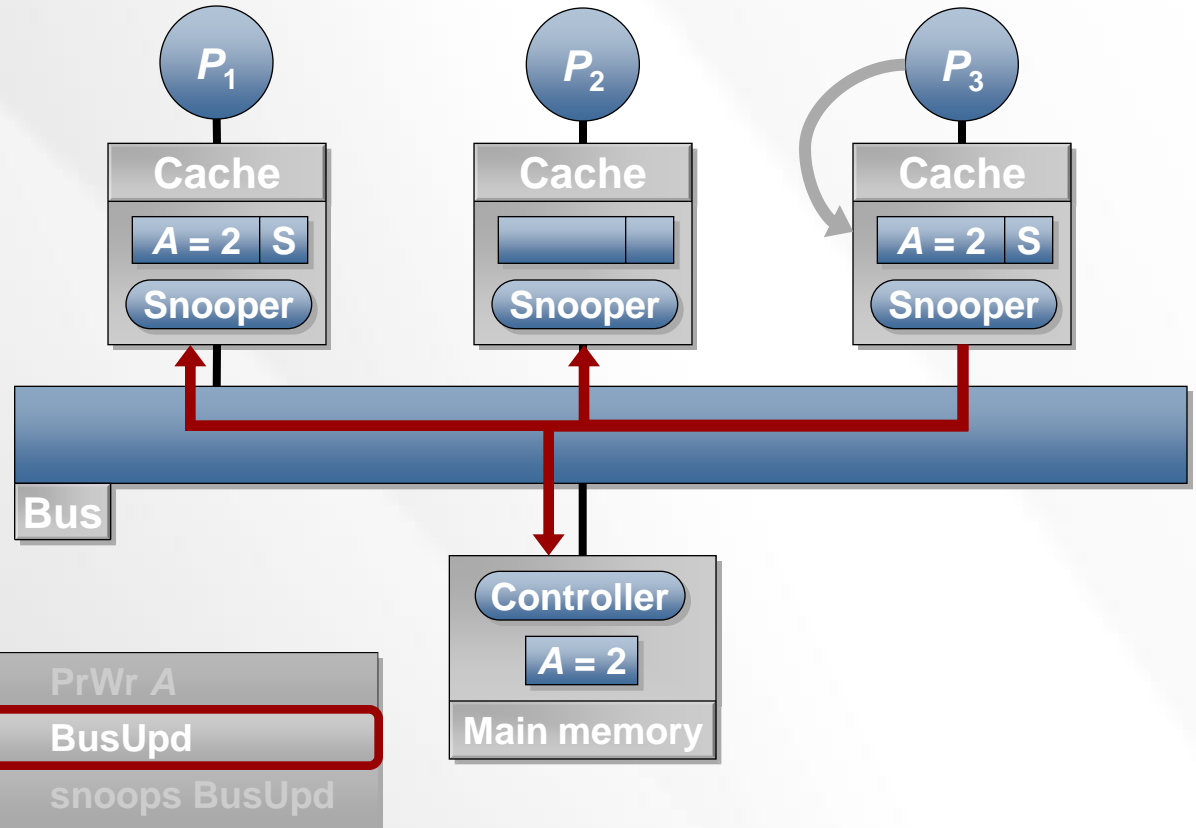 P1 P2 P3
Cache Cache Cache
A = 2 S A = 2 S
Snooper Snooper Snooper
Bus
Controller
A = 2
Main memory
PrWr A
BusUpd
snoops BusUpd